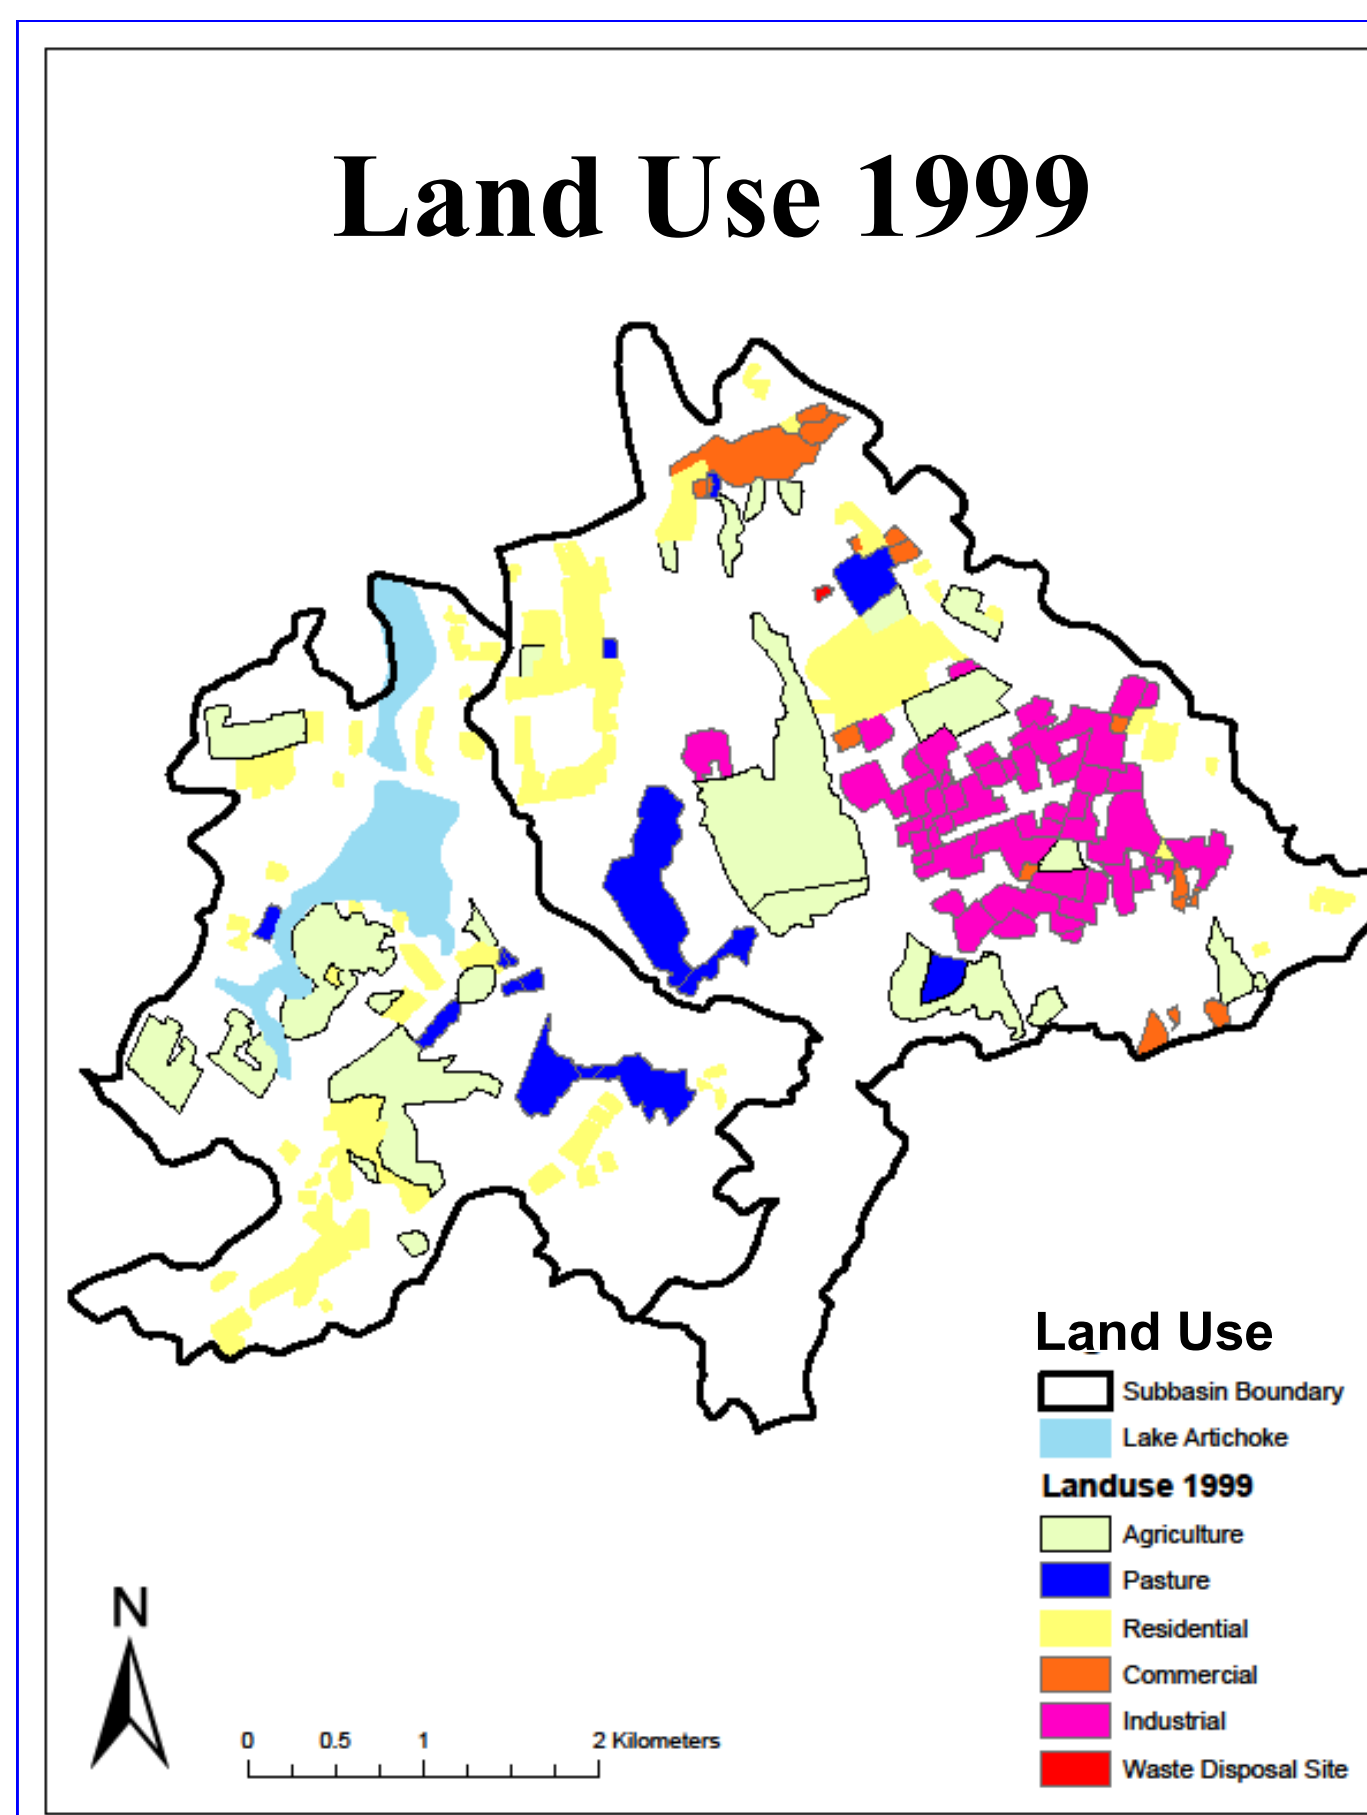 Land Use 1999
Land Use
Subbasin Boundary
Lake Artichoke
Landuse 1999
Agriculture
Pasture
Residential
Commercial
Industrial
Waste Disposal Site
N
0 0.5 1 2 Kilometers